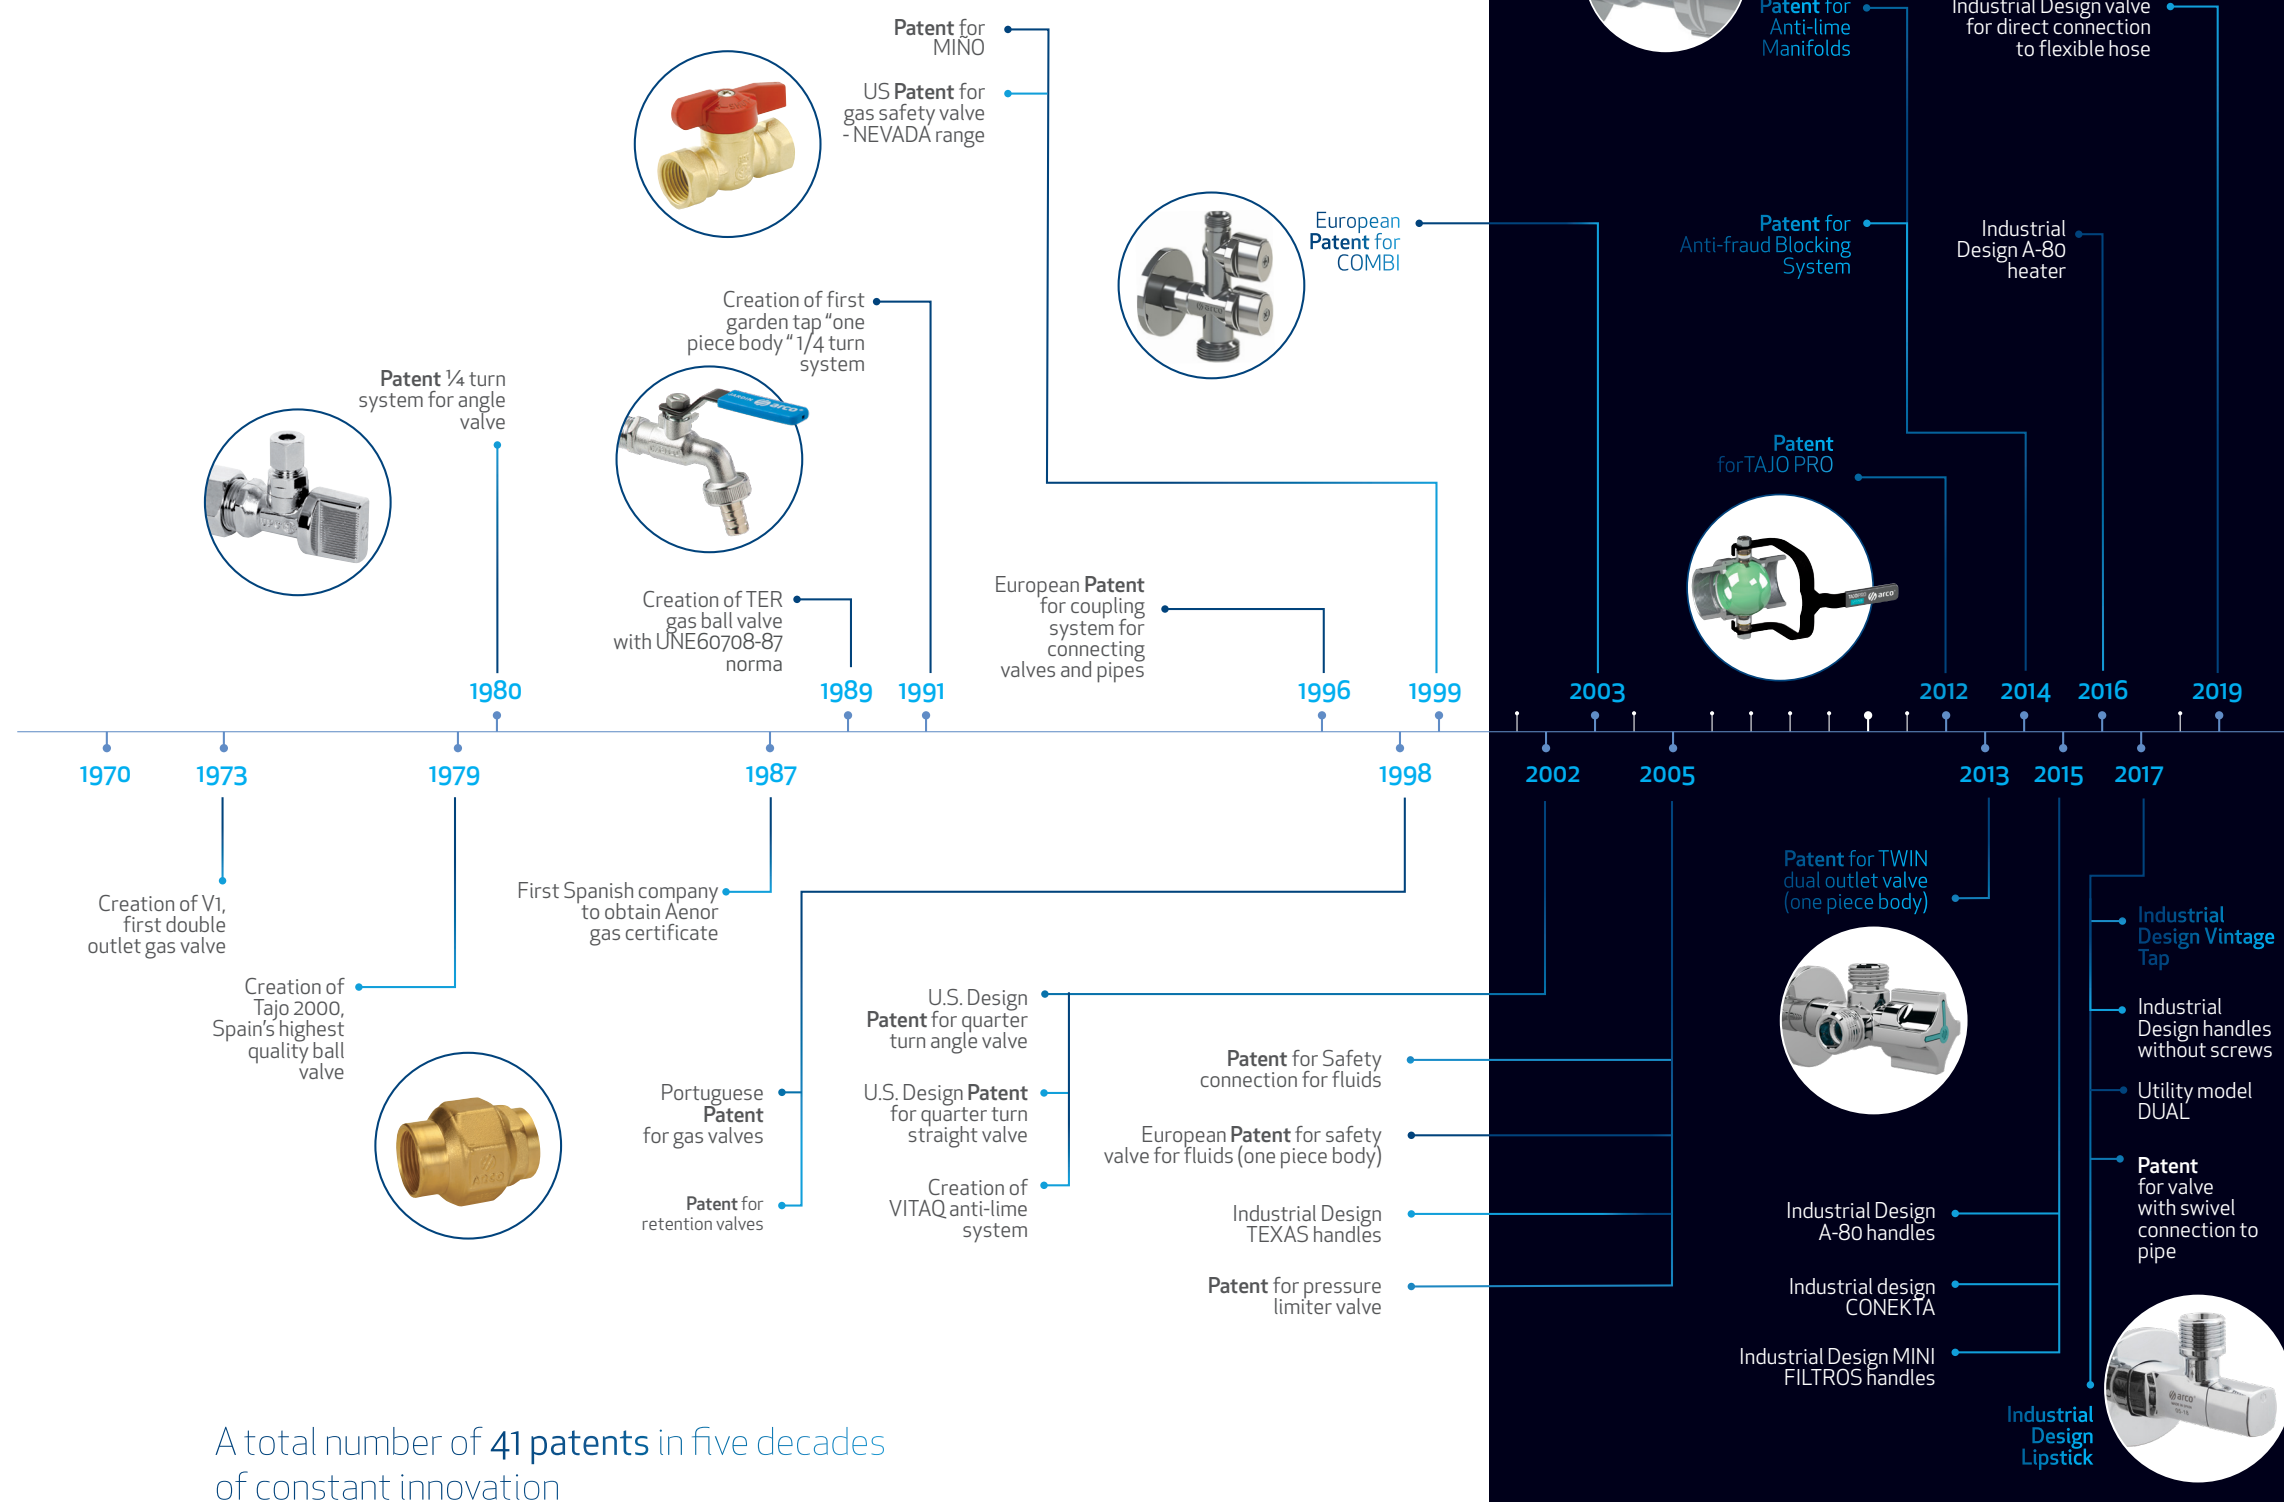 Patent for
MIÑO
US Patent for
gas safety valve
- NEVADA range
Patent for
Anti-lime
Manifolds
Industrial Design valve
for direct connection
to flexible hose
European
Patent for
COMBI
Patent for
Anti-fraud Blocking
System
Industrial
Design A-80
heater
Creation of first
garden tap “one
piece body “ 1/4 turn
system
Patent ¼ turn
system for angle
valve
JARDIN arco
Patent
forTAJO PRO
arco
Creation of TER
gas ball valve
with UNE60708-87
norma
European Patent
for coupling
system for
connecting
valves and pipes
1980
1989
1991
1996
1999
2003
2012
2014
2016
2019
1970
1973
1979
1987
1998
2002
2005
2013
2015
2017
Creation of V1,
first double
outlet gas valve
Creation of
Tajo 2000,
Spain’s highest
quality ball
valve
First Spanish company
to obtain Aenor
gas certificate
Portuguese
Patent
for gas valves
Patent for
retention valves
U.S. Design
Patent for quarter
turn angle valve
U.S. Design Patent
for quarter turn
straight valve
Creation of
VITAQ anti-lime
system
Patent for Safety
connection for fluids
European Patent for safety
valve for fluids (one piece body)
Industrial Design
TEXAS handles
Patent for pressure
limiter valve
Patent for TWIN
dual outlet valve
(one piece body)
Industrial Design
A-80 handles
Industrial design
CONEKTA
Industrial Design MINI
FILTROS handles
Industrial
Design Vintage
Tap
Industrial
Design handles
without screws
Utility model
DUAL
Patent
for valve
with swivel
connection to
pipe
Industrial
Design
Lipstick
arco
A total number of 41 patents in five decades
of constant innovation